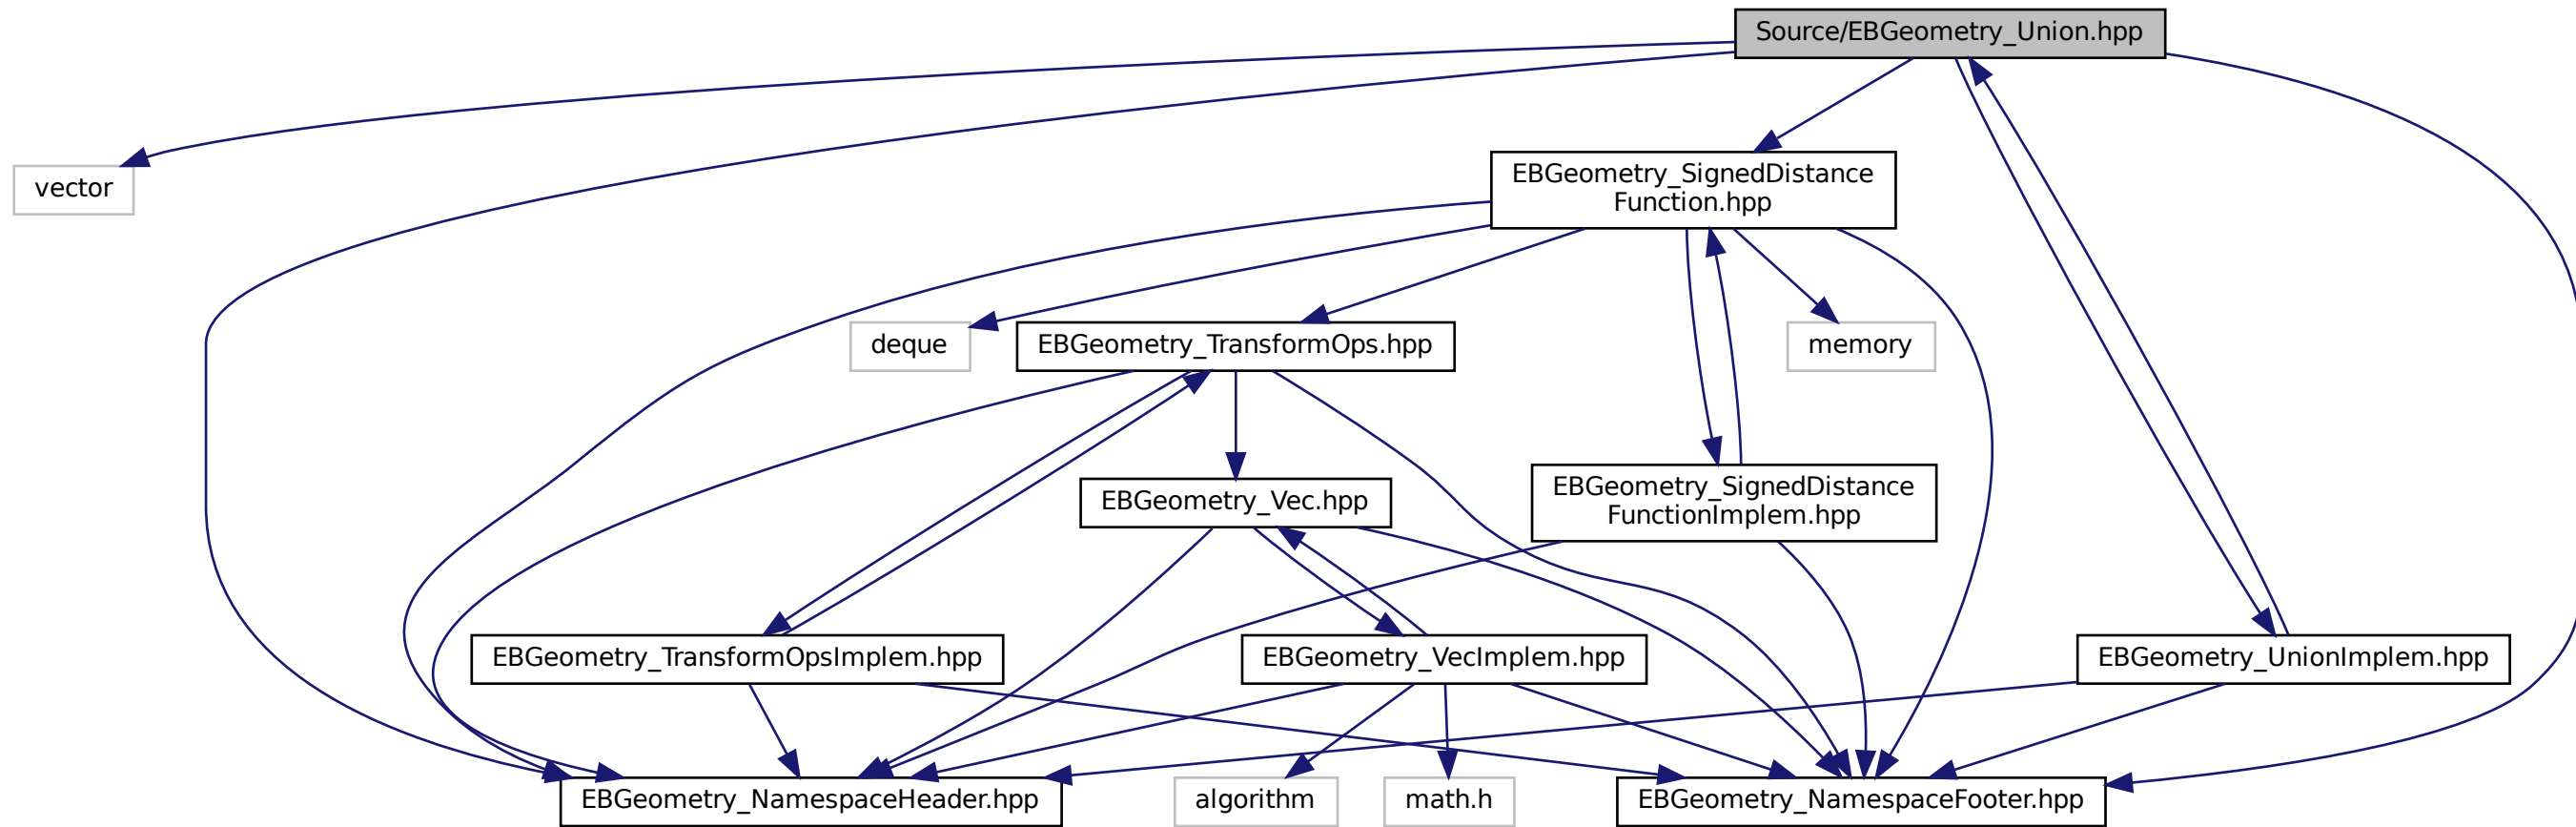 Source/EBGeometry_Union.hpp
vector
EBGeometry_SignedDistance
Function.hpp
deque
EBGeometry_TransformOps.hpp
memory
EBGeometry_Vec.hpp
EBGeometry_SignedDistance
FunctionImplem.hpp
EBGeometry_TransformOpsImplem.hpp
EBGeometry_VecImplem.hpp
EBGeometry_UnionImplem.hpp
EBGeometry_NamespaceHeader.hpp
algorithm
math.h
EBGeometry_NamespaceFooter.hpp